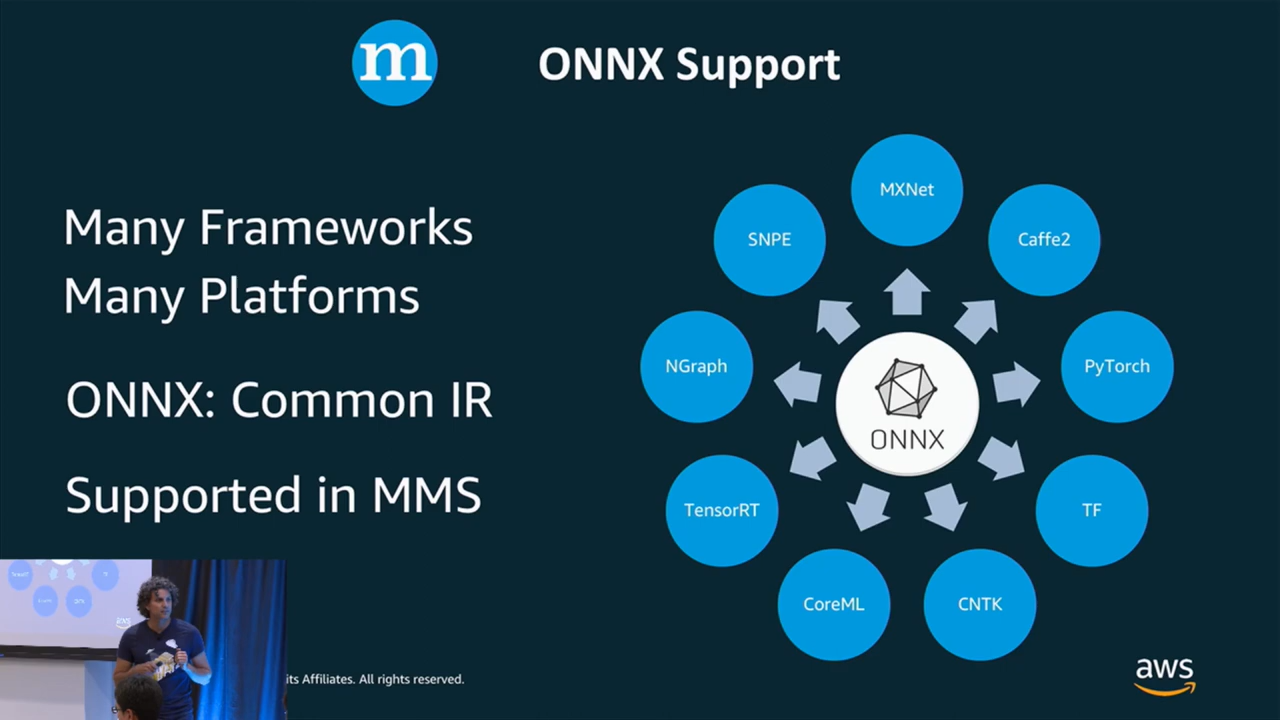 m
ONNX Support
Many Frameworks
Many Platforms
ONNX: Common IR
Supported in MMS
MXNet
SNPE
Caffe2
NGraph
PyTorch
ONNX
TensorRT
TF
CoreML
CNTK
its Affiliates. All rights reserved.
aws